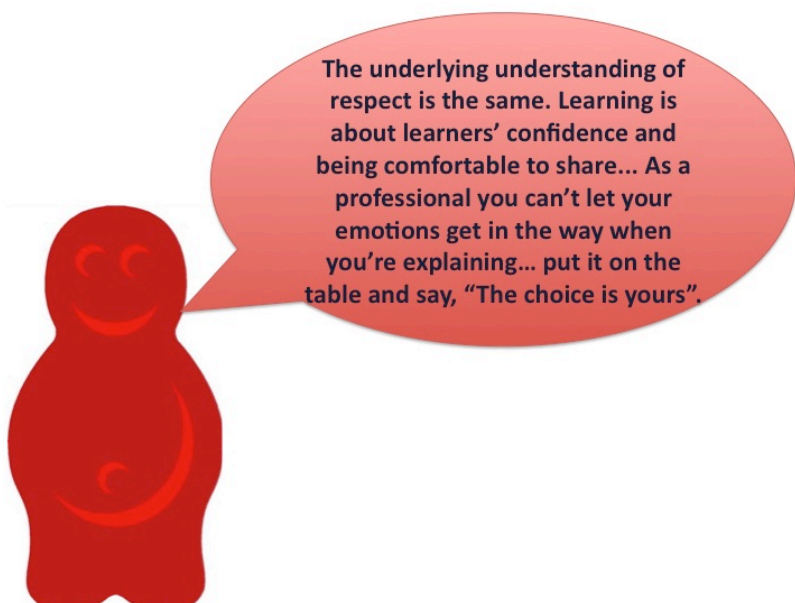 The underlying understanding of
respect is the same. Learning is
about learners’ confidence and
being comfortable to share... As a
professional you can’t let your
emotions get in the way when
you’re explaining… put it on the
table and say, “The choice is yours”.